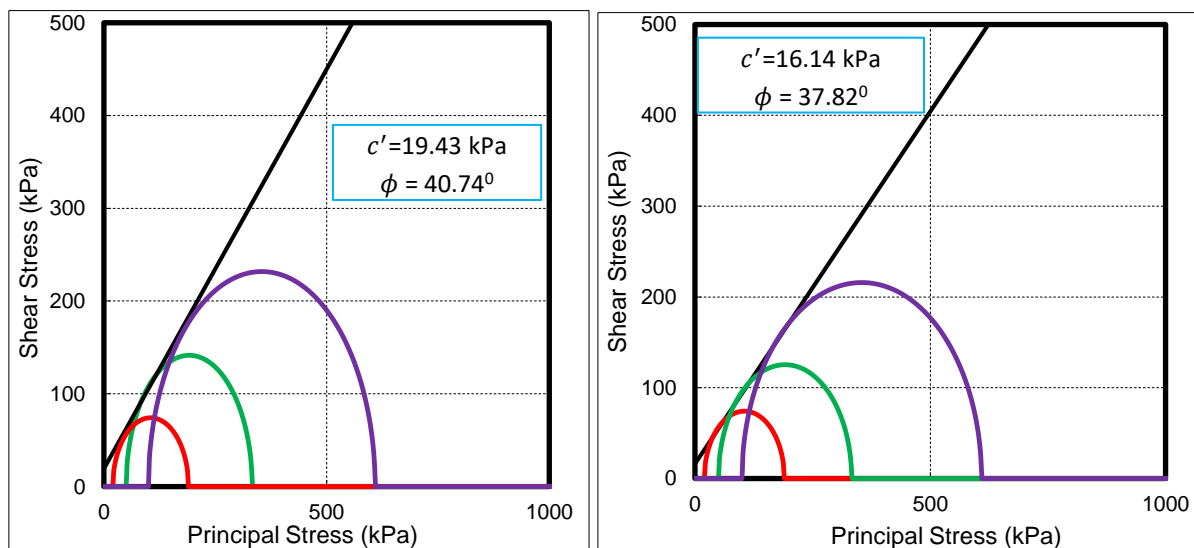 500
400
300
200
100
0
Shear Stress (kPa)
c′=19.43 kPa
ϕ = 40.74⁰
0
500
1000
Principal Stress (kPa)
500
400
300
200
100
0
Shear Stress (kPa)
c′=16.14 kPa
ϕ = 37.82⁰
0
500
1000
Principal Stress (kPa)